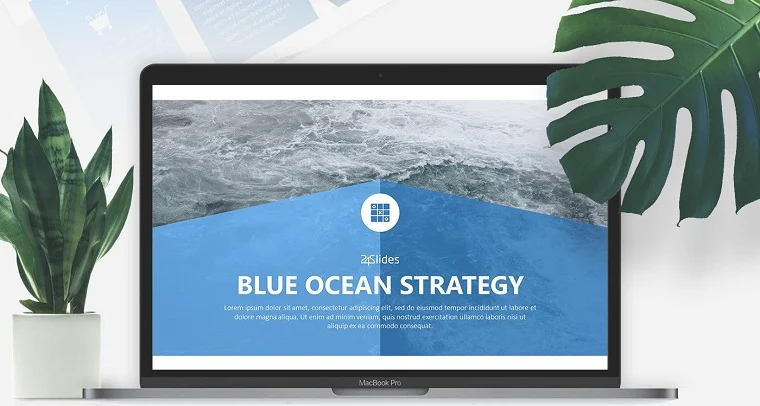 24Slides
BLUE OCEAN STRATEGY
Lorem ipsum dolor sit amet, consectetur adipiscing elit, sed do eiusmod tempor incididunt ut labore et
dolore magna aliqua. Ut enim ad minim veniam, quis nostrud exercitation ullamco laboris nisi ut
aliquip ex ea commodo consequat.
MacBook Pro